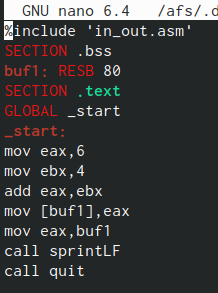 GNU nano 6.4 /afs/.d
%include 'in_out.asm'
SECTION .bss
buf1: RESB 80
SECTION .text
GLOBAL _start
_start:
mov eax,6
mov ebx,4
add eax,ebx
mov [buf1],eax
mov eax,buf1
call sprintLF
call quit